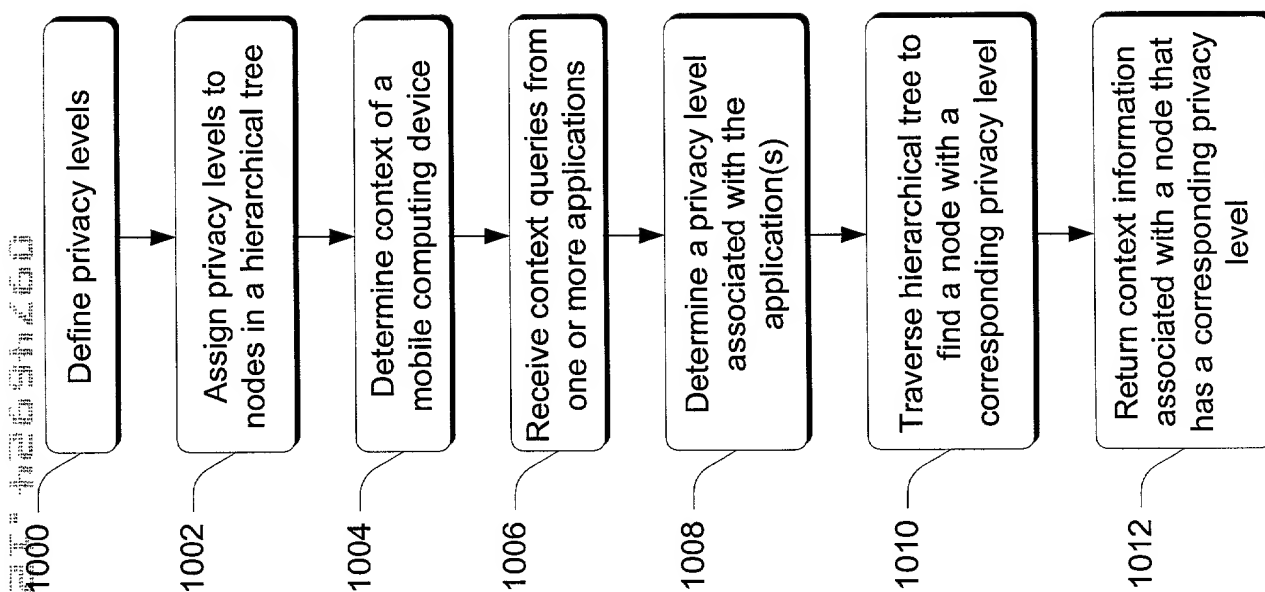 1000
Define privacy levels
1002
Assign privacy levels to
nodes in a hierarchical tree
1004
Determine context of a
mobile computing device
1006
Receive context queries from
one or more applications
1008
Determine a privacy level
associated with the
application(s)
1010
Traverse hierarchical tree to
find a node with a
corresponding privacy level
1012
Return context information
associated with a node that
has a corresponding privacy
level